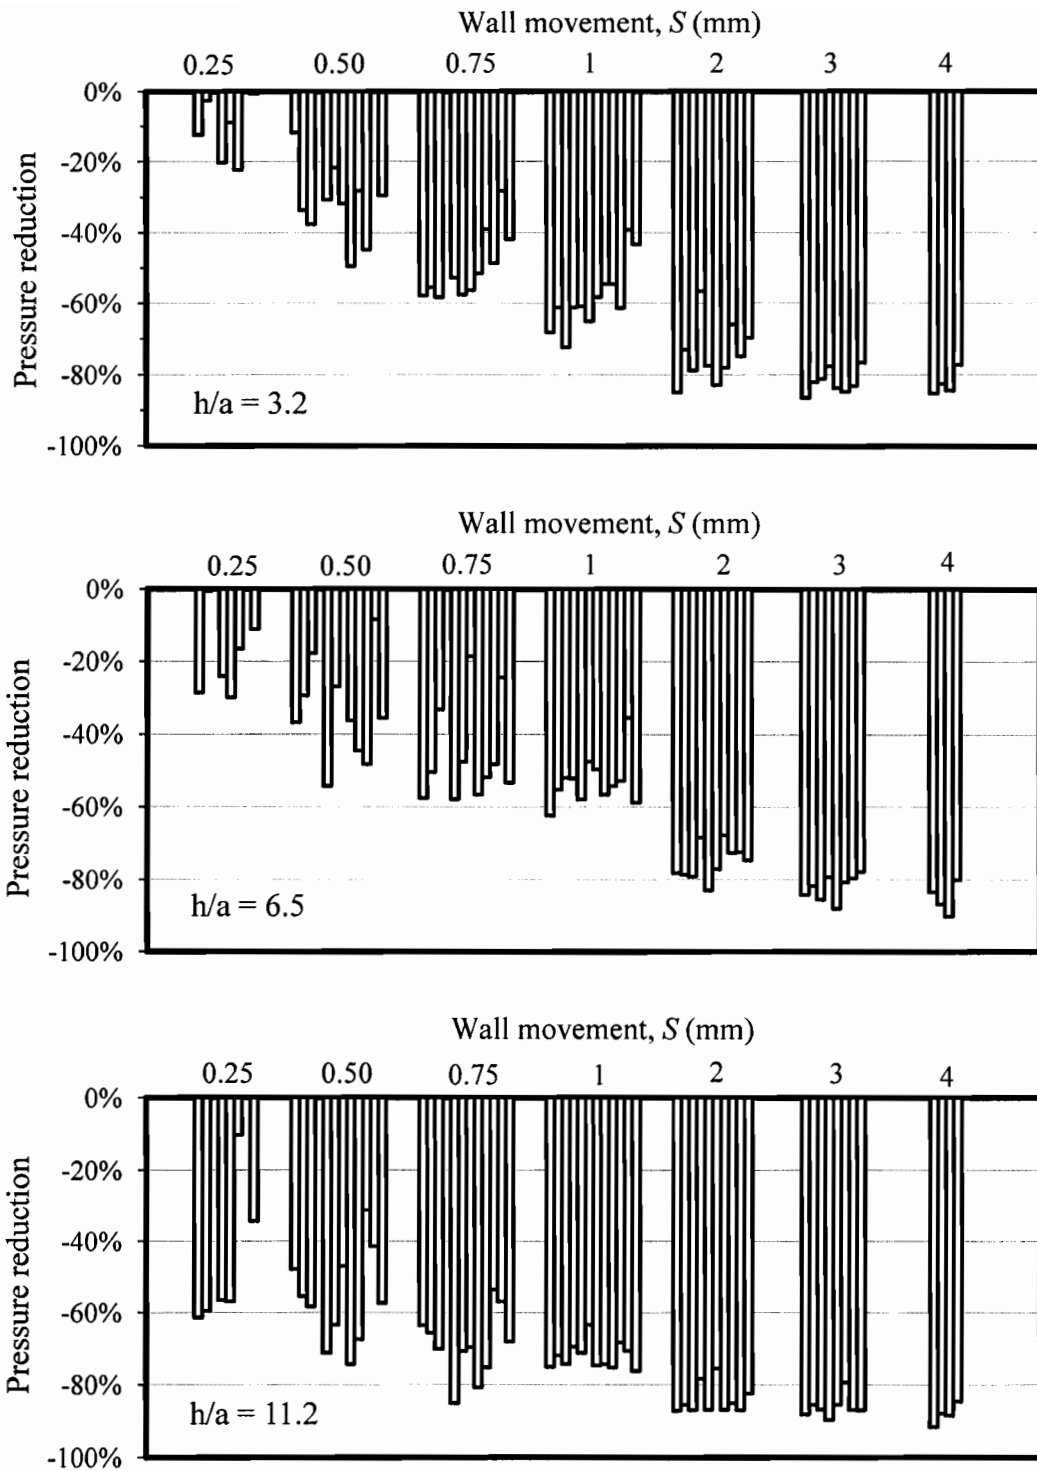 Wall movement, S (mm)
0.25 0.50 0.75 1 2 3 4
0%
-20%
-40%
-60%
-80%
-100%
Pressure reduction
h/a = 3.2
Wall movement, S (mm)
0.25 0.50 0.75 1 2 3 4
0%
-20%
-40%
-60%
-80%
-100%
Pressure reduction
h/a = 6.5
Wall movement, S (mm)
0.25 0.50 0.75 1 2 3 4
0%
-20%
-40%
-60%
-80%
-100%
Pressure reduction
h/a = 11.2